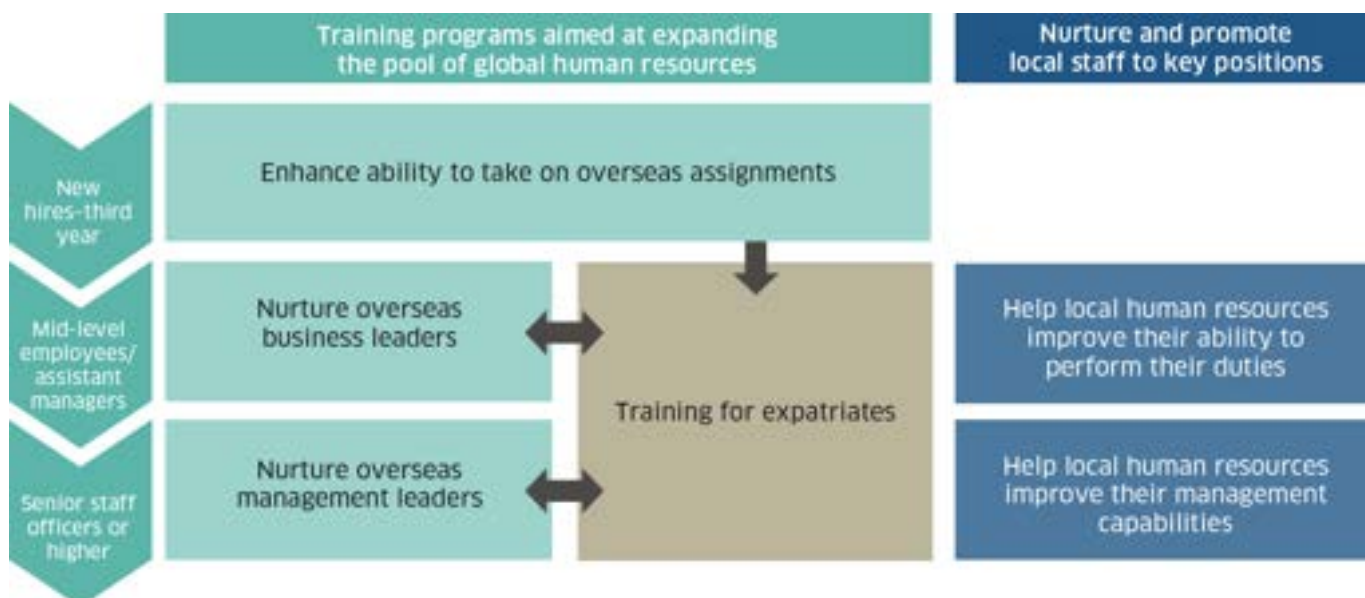 Training programs aimed at expanding
the pool of global human resources
Nurture and promote
local staff to key positions
New
hires-third
year
Enhance ability to take on overseas assignments
Mid-level
employees/
assistant
managers
Nurture overseas
business leaders
Training for expatriates
Help local human resources
improve their ability to
perform their duties
Senior staff
officers or
higher
Nurture overseas
management leaders
Help local human resources
improve their management
capabilities